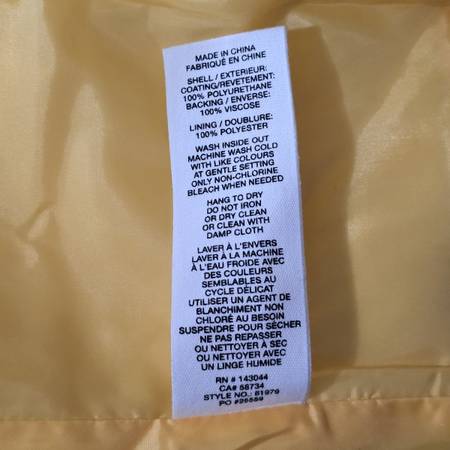 MADE IN CHINA
FABRIQUÉ EN CHINE
SHELL / EXTERIEUR:
COATING/REVETEMENT:
100% POLYURETHANE
BACKING / ENVERSE:
100% VISCOSE
LINING / DOUBLURE:
100% POLYESTER
WASH INSIDE OUT
MACHINE WASH COLD
WITH LIKE COLOURS
AT GENTLE SETTING
ONLY NON-CHLORINE
BLEACH WHEN NEEDED
HANG TO DRY
DO NOT IRON
OR DRY CLEAN
OR CLEAN WITH
DAMP CLOTH
LAVER À L'ENVERS
LAVER À LA MACHINE
À L'EAU FROIDE AVEC
DES COULEURS
SEMBLABLES AU
CYCLE DÉLICAT
UTILISER UN AGENT DE
BLANCHIMENT NON
CHLORÉ AU BESOIN
SUSPENDRE POUR SÉCHER
NE PAS REPASSER
OU NETTOYER À SEC
OU NETTOYER AVEC
UN LINGE HUMIDE
RN # 143044
CA# 58734
STYLE NO.: 61979
PO #25559